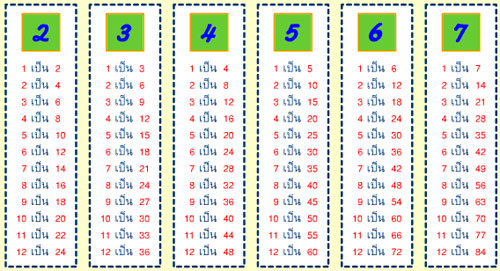 2
1 เป็น 2
2 เป็น 4
3 เป็น 6
4 เป็น 8
5 เป็น 10
6 เป็น 12
7 เป็น 14
8 เป็น 16
9 เป็น 18
10 เป็น 20
11 เป็น 22
12 เป็น 24
3
1 เป็น 3
2 เป็น 6
3 เป็น 9
4 เป็น 12
5 เป็น 15
6 เป็น 18
7 เป็น 21
8 เป็น 24
9 เป็น 27
10 เป็น 30
11 เป็น 33
12 เป็น 36
4
1 เป็น 4
2 เป็น 8
3 เป็น 12
4 เป็น 16
5 เป็น 20
6 เป็น 24
7 เป็น 28
8 เป็น 32
9 เป็น 36
10 เป็น 40
11 เป็น 44
12 เป็น 48
5
1 เป็น 5
2 เป็น 10
3 เป็น 15
4 เป็น 20
5 เป็น 25
6 เป็น 30
7 เป็น 35
8 เป็น 40
9 เป็น 45
10 เป็น 50
11 เป็น 55
12 เป็น 60
6
1 เป็น 6
2 เป็น 12
3 เป็น 18
4 เป็น 24
5 เป็น 30
6 เป็น 36
7 เป็น 42
8 เป็น 48
9 เป็น 54
10 เป็น 60
11 เป็น 66
12 เป็น 72
7
1 เป็น 7
2 เป็น 14
3 เป็น 21
4 เป็น 28
5 เป็น 35
6 เป็น 42
7 เป็น 49
8 เป็น 56
9 เป็น 63
10 เป็น 70
11 เป็น 77
12 เป็น 84